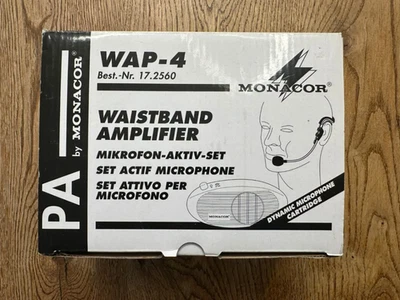 PA by MONACOR®
WAP-4
Best.-Nr. 17.2560
MONACOR®
WAISTBAND
AMPLIFIER
MIKROFON-AKTIV-SET
SET ACTIF MICROPHONE
SET ATTIVO PER
MICROFONO
MONACOR
DYNAMIC MICROPHONE
CARTRIDGE